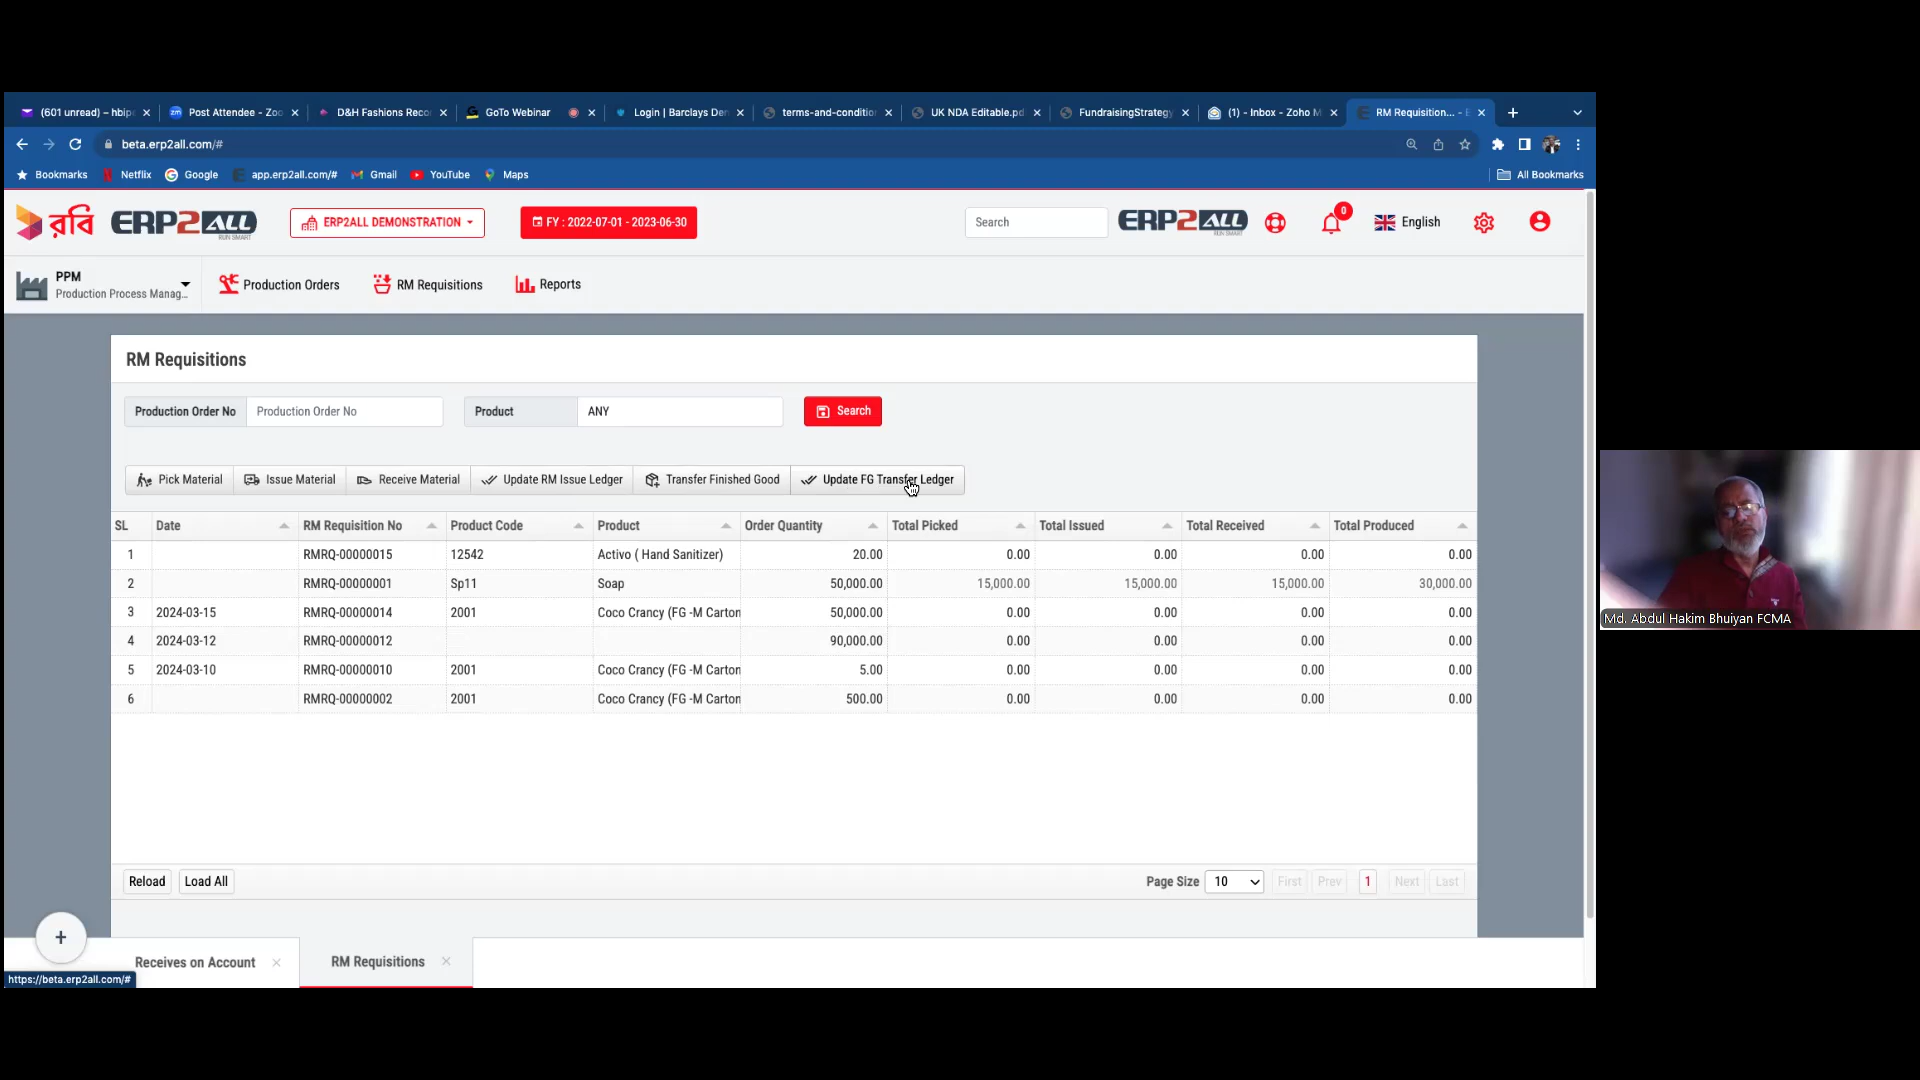 (601 unread) – hbipe
Post Attendee - Zoo
D&H Fashions Reco
GoTo Webinar
Login | Barclays De
terms-and-conditio
UK NDA Editable.pd
FundraisingStrategy
(1) - Inbox - Zoho M
RM Requisition... - E
beta.erp2all.com/#
Bookmarks
Netflix
Google
app.erp2all.com/#
Gmail
YouTube
Maps
All Bookmarks
রবি
ERP2ALL
RUN SMART
ERP2ALL DEMONSTRATION
FY : 2022-07-01 - 2023-06-30
Search
ERP2ALL
RUN SMART
0
English
PPM
Production Process Manag...
Production Orders
RM Requisitions
Reports
RM Requisitions
Production Order No
Production Order No
Product
ANY
Search
Pick Material
Issue Material
Receive Material
Update RM Issue Ledger
Transfer Finished Good
Update FG Transfer Ledger
SL Date RM Requisition No Product Code Product Order Quantity Total Picked Total Issued Total Received Total Produced
1 RMRQ-00000015 12542 Activo ( Hand Sanitizer) 20.00 0.00 0.00 0.00 0.00
2 RMRQ-00000001 Sp11 Soap 50,000.00 15,000.00 15,000.00 15,000.00 30,000.00
3 2024-03-15 RMRQ-00000014 2001 Coco Crancy (FG -M Carton 50,000.00 0.00 0.00 0.00 0.00
4 2024-03-12 RMRQ-00000012 90,000.00 0.00 0.00 0.00 0.00
5 2024-03-10 RMRQ-00000010 2001 Coco Crancy (FG -M Carton 5.00 0.00 0.00 0.00 0.00
6 RMRQ-00000002 2001 Coco Crancy (FG -M Carton 500.00 0.00 0.00 0.00 0.00
Reload
Load All
Page Size
10
First
Prev
1
Next
Last
+
Receives on Account
RM Requisitions
https://beta.erp2all.com/#
Md. Abdul Hakim Bhuiyan FCMA